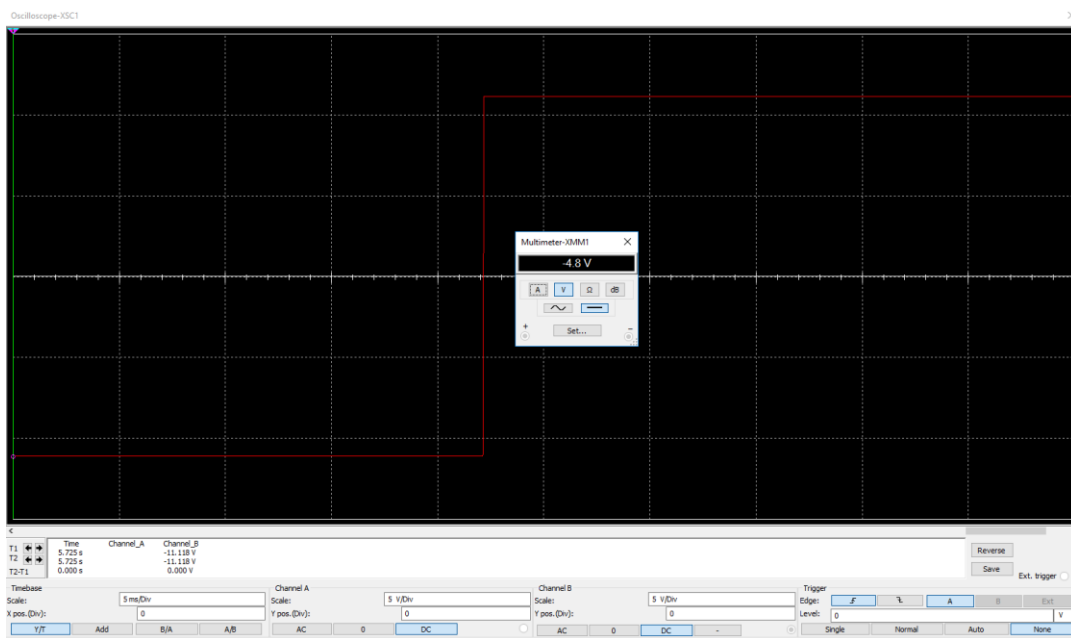 Oscilloscope-XSC1
Multimeter-XMM1
-4.8 V
A V Ω dB
+ Set... -
Time Channel_A Channel_B
T1 5.725 s -11.118 V
T2 5.725 s -11.118 V
T2-T1 0.000 s 0.000 V
Reverse
Save
Ext. trigger
Timebase Channel A Channel B Trigger
Scale: 5 ms/Div Scale: 5 V/Div Scale: 5 V/Div Edge: A B Ext
X pos.(Div): 0 Y pos.(Div): 0 Y pos.(Div): 0 Level: 0 V
Y/T Add B/A A/B AC 0 DC AC 0 DC - Single Normal Auto None